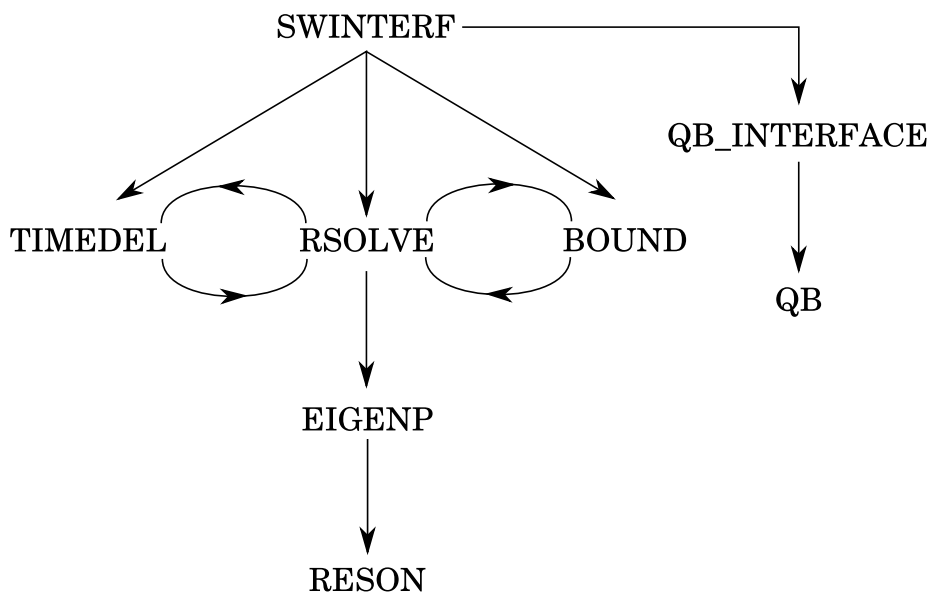 SWINTERF
QB_INTERFACE
TIMEDEL
RSOLVE
BOUND
QB
EIGENP
RESON